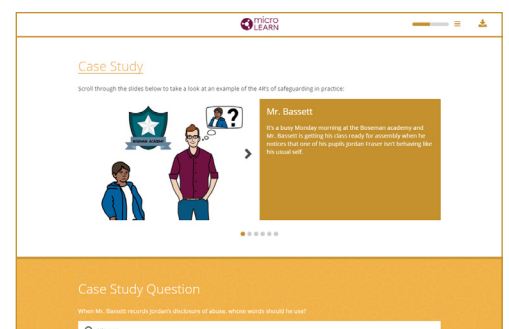 micro
LEARN
Case Study
Scroll through the slides below to take a look at an example of the 4R's of safeguarding in practice:
BOSEMAN ACADEMY
?
Mr. Bassett
It's a busy Monday morning at the Boseman academy and
Mr. Bassett is getting his class ready for assembly when he
notices that one of his pupils Jordan Fraser isn't behaving like
his usual self.
Case Study Question
When Mr. Bassett records Jordan's disclosure of abuse, whose words should he use?